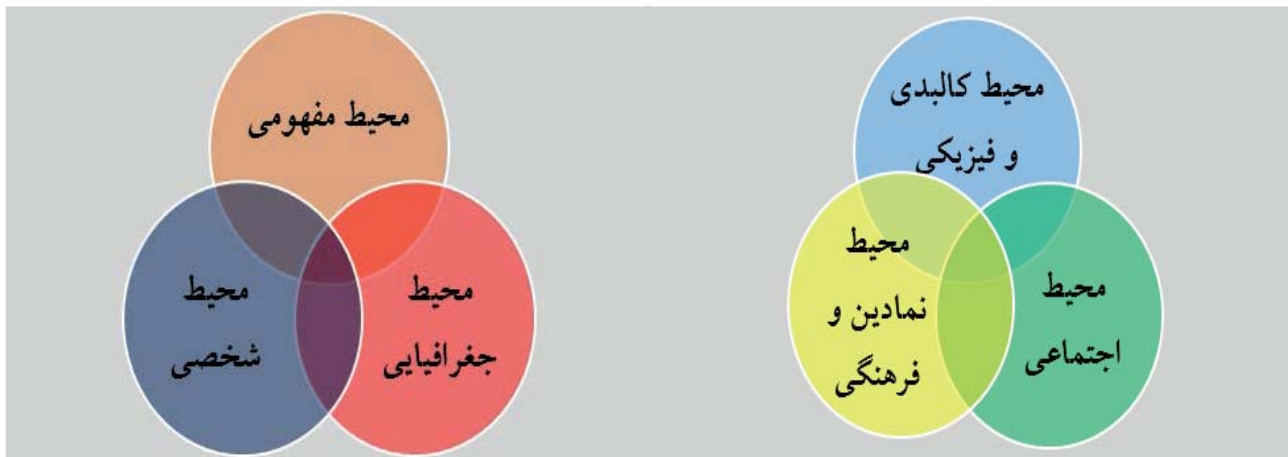 محیط کالبدی
و فیزیکی
محیط
نمادین و
فرهنگی
محیط
اجتماعی
محیط مفهومی
محیط
جغرافیایی
محیط
شخصی